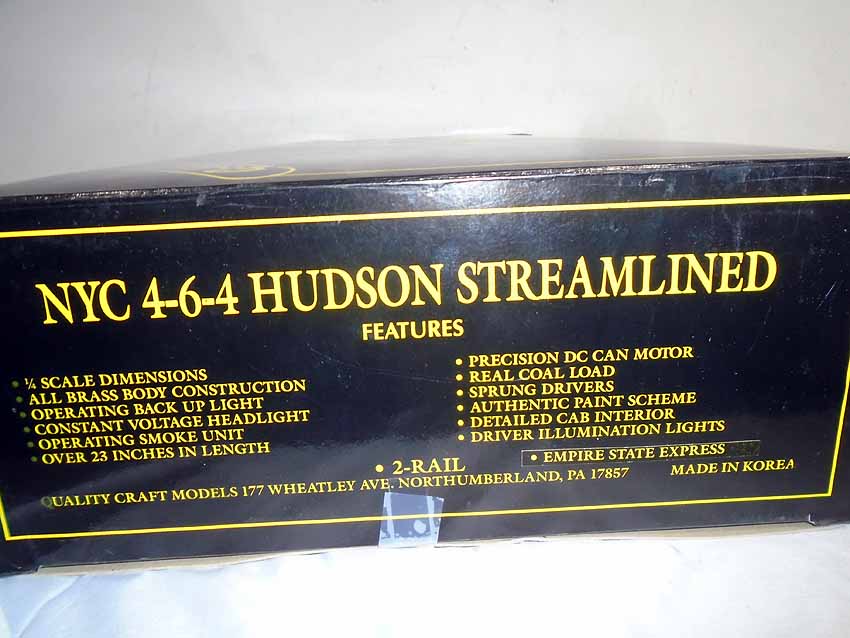 NYC 4-6-4 HUDSON STREAMLINED
FEATURES
• ¼ SCALE DIMENSIONS
• ALL BRASS BODY CONSTRUCTION
• OPERATING BACK UP LIGHT
• CONSTANT VOLTAGE HEADLIGHT
• OPERATING SMOKE UNIT
• OVER 23 INCHES IN LENGTH
• PRECISION DC CAN MOTOR
• REAL COAL LOAD
• SPRUNG DRIVERS
• AUTHENTIC PAINT SCHEME
• DETAILED CAB INTERIOR
• DRIVER ILLUMINATION LIGHTS
• EMPIRE STATE EXPRESS
• 2-RAIL
QUALITY CRAFT MODELS 177 WHEATLEY AVE. NORTHUMBERLAND, PA 17857
MADE IN KOREA